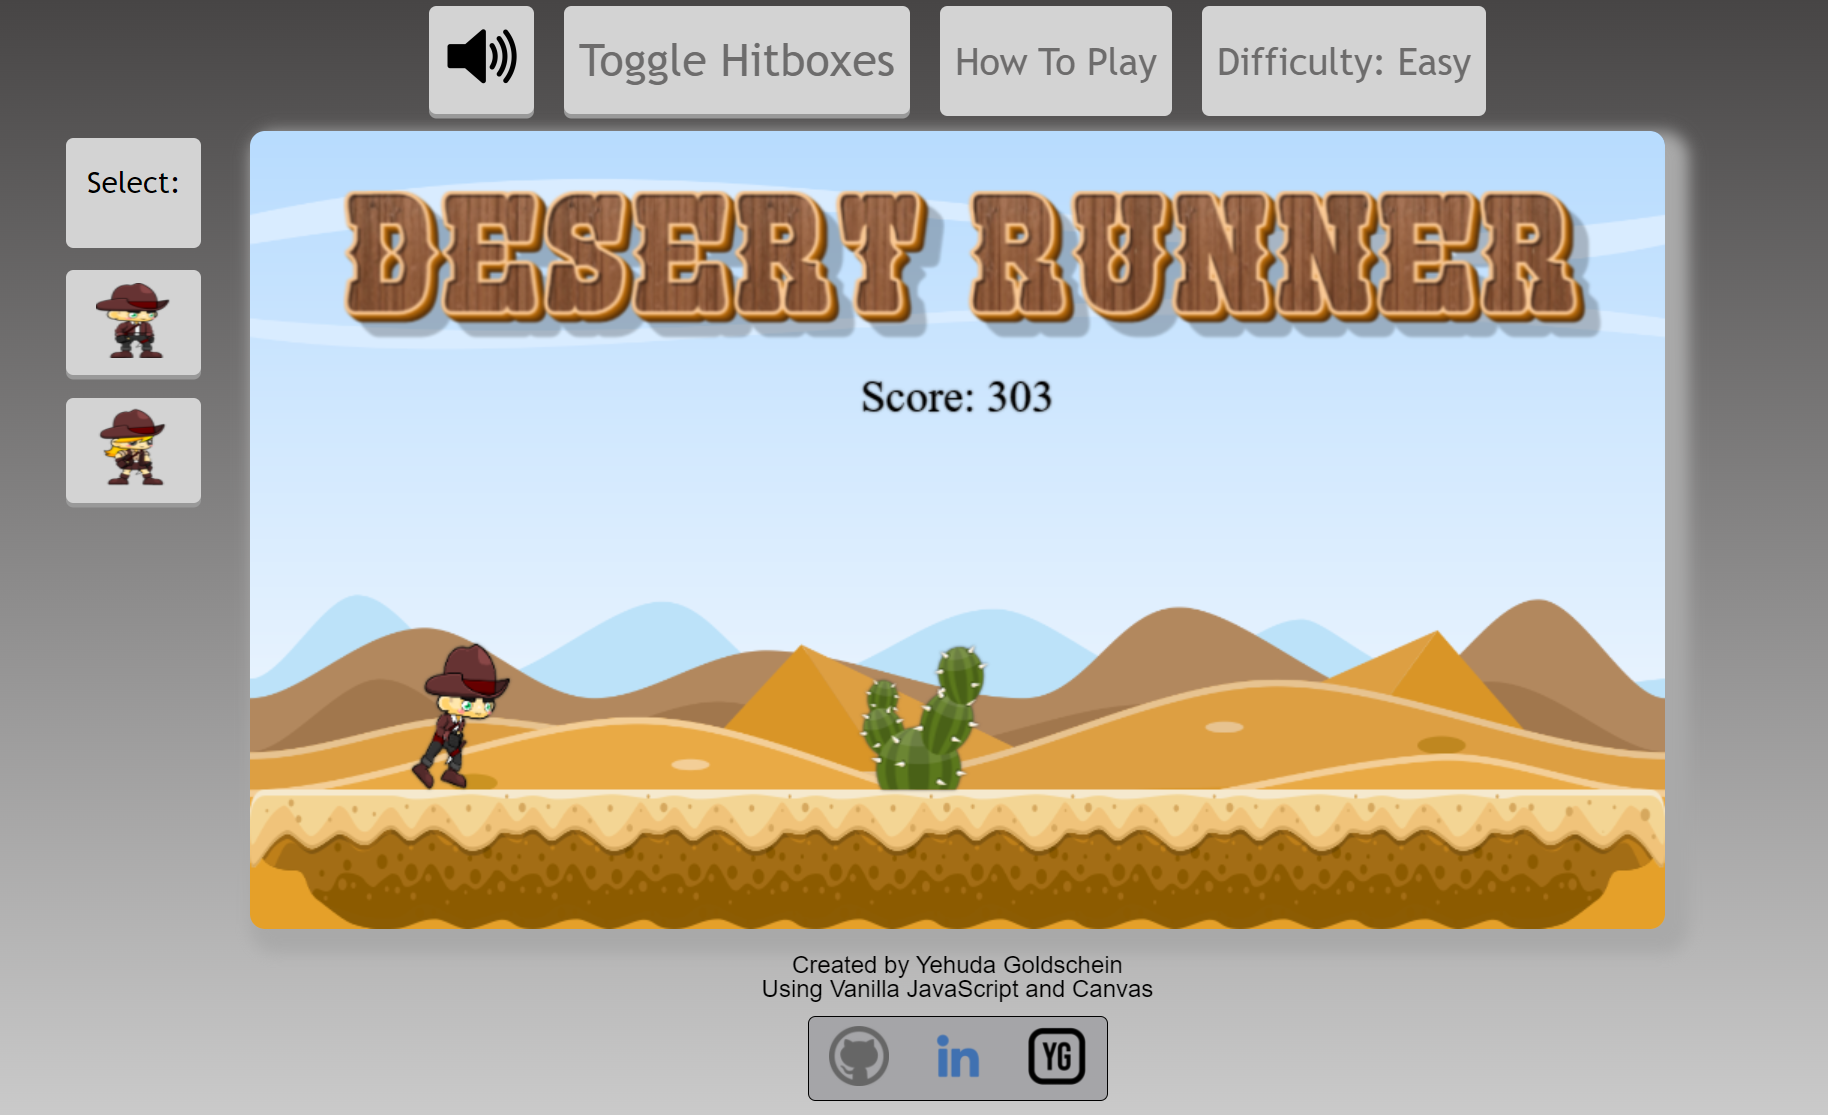 Toggle Hitboxes
How To Play
Difficulty: Easy
Select:
DESERT RUNNER
Score: 303
Created by Yehuda Goldschein
Using Vanilla JavaScript and Canvas
in
YG